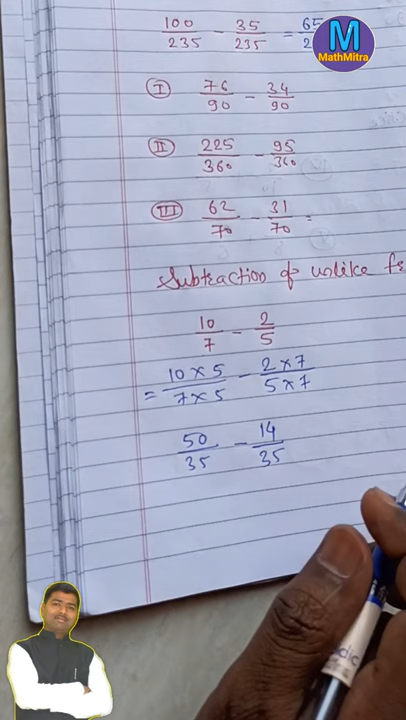 100/235 - 35/235 = 65/2
M
MathMitra
I 76/90 - 34/90
II 225/360 - 95/360
III 62/70 - 31/70 =
Subtraction of unlike
10/7 - 2/5
= 10 × 5/7 × 5 - 2 × 7/5 × 7
50/35 - 14/35